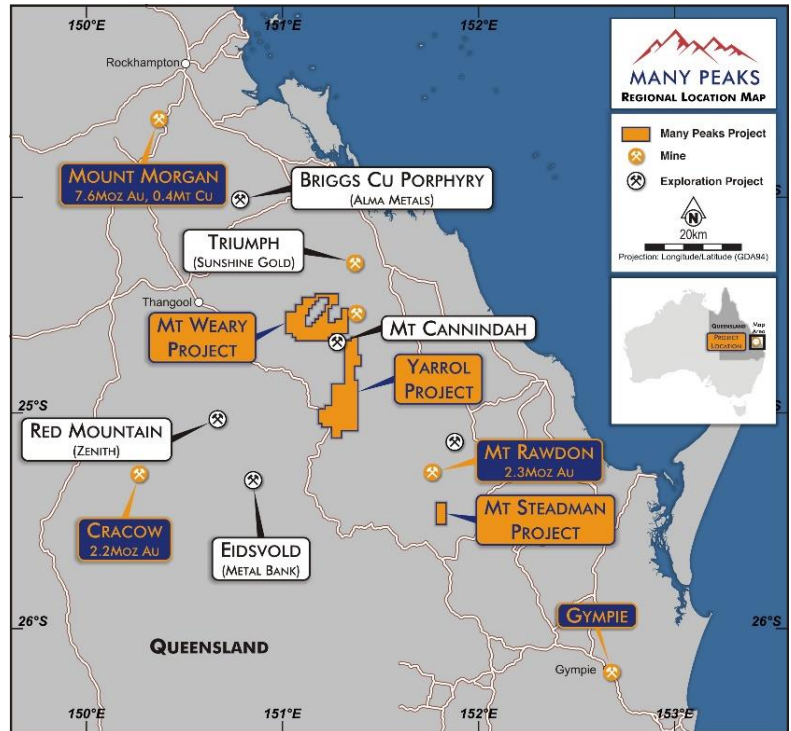 150°E
151°E
152°E
Rockhampton
MOUNT MORGAN
7.6MOZ AU, 0.4MT CU
BRIGGS CU PORPHYRY
(ALMA METALS)
TRIUMPH
(SUNSHINE GOLD)
Thangool
MT WEARY
PROJECT
MT CANNINDAH
YARROL
PROJECT
25°S
RED MOUNTAIN
(ZENITH)
MT RAWDON
2.3MOZ AU
CRACOW
2.2MOZ AU
EIDSVOLD
(METAL BANK)
MT STEADMAN
PROJECT
26°S
26°S
QUEENSLAND
GYMPIE
Gympie
150°E
151°E
152°E
153°E
MANY PEAKS
REGIONAL LOCATION MAP
Many Peaks Project
Mine
Exploration Project
N
20km
Projection: Longitude/Latitude (GDA94)
QUEENSLAND
PROJECT
LOCATION
Map
Area